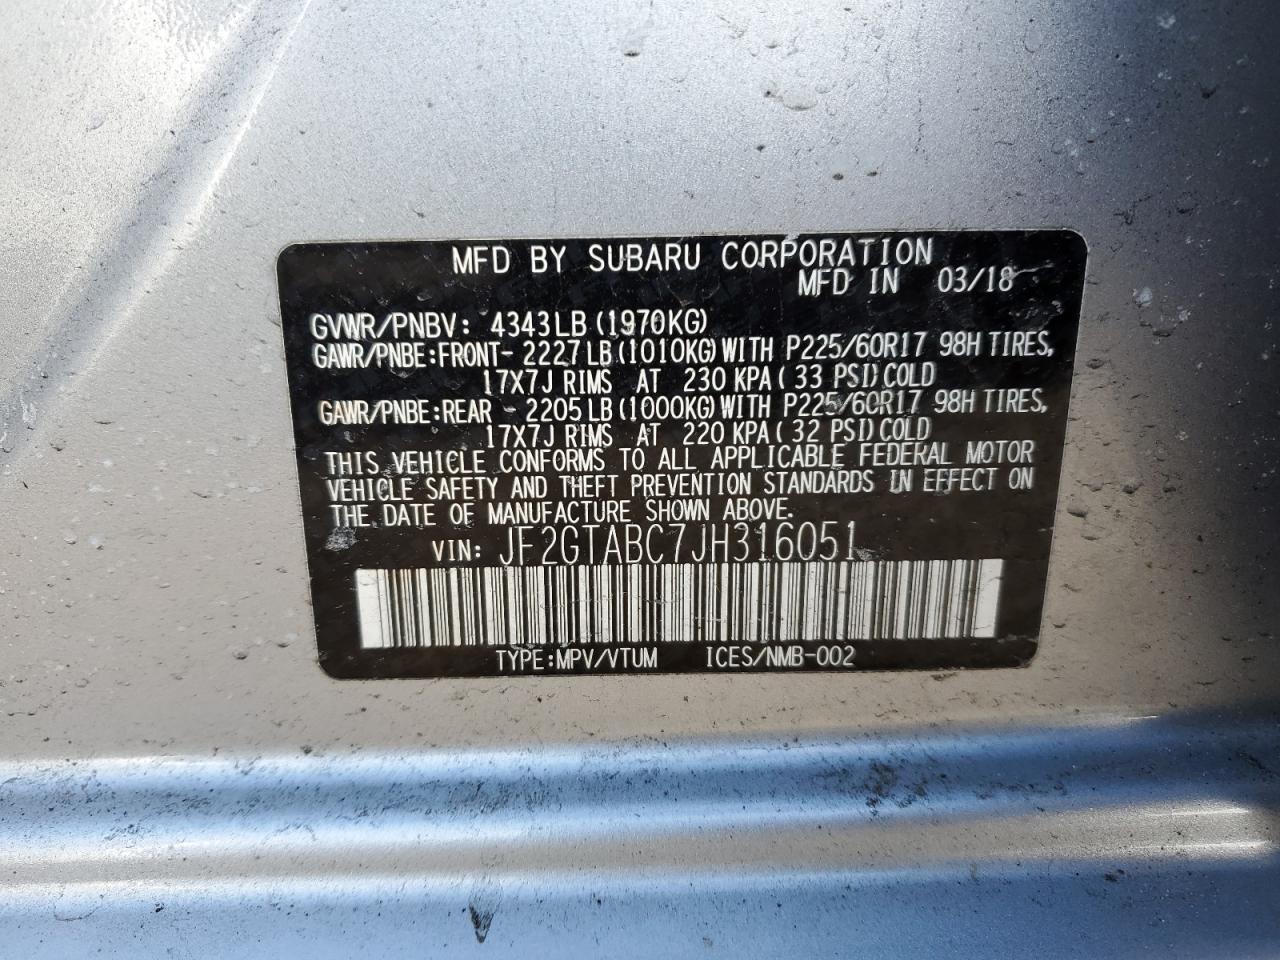 MFD BY SUBARU CORPORATION
MFD IN 03/18
GVWR/PNBV: 4343LB (1970KG)
GAWR/PNBE:FRONT- 2227LB (1010KG) WITH P225/60R17 98H TIRES,
17X7J RIMS AT 230 KPA( 33 PSI) COLD
GAWR/PNBE:REAR - 2205LB (1000KG) WITH P225/60R17 98H TIRES,
17X7J RIMS AT 220 KPA( 32 PSI) COLD
THIS VEHICLE CONFORMS TO ALL APPLICABLE FEDERAL MOTOR
VEHICLE SAFETY AND THEFT PREVENTION STANDARDS IN EFFECT ON
THE DATE OF MANUFACTURE SHOWN ABOVE.
VIN: JF2GTABC7JH316051
TYPE:MPV/VTUM ICES/NMB-002